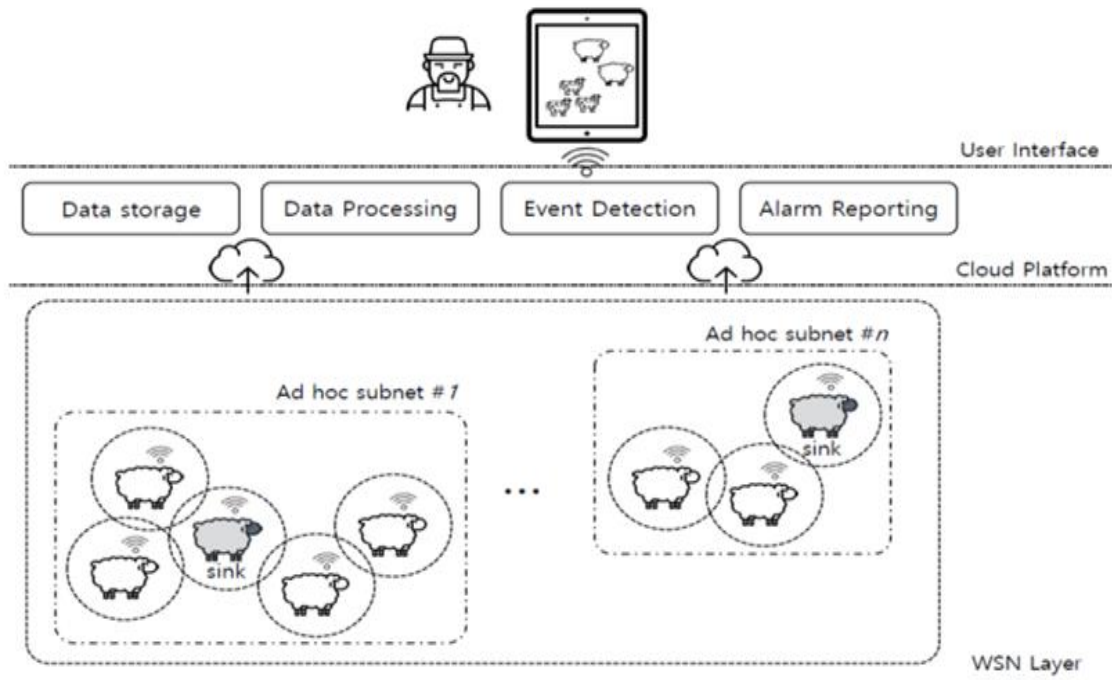 User Interface
Data storage
Data Processing
Event Detection
Alarm Reporting
Cloud Platform
Ad hoc subnet #n
Ad hoc subnet #1
sink
sink
...
WSN Layer